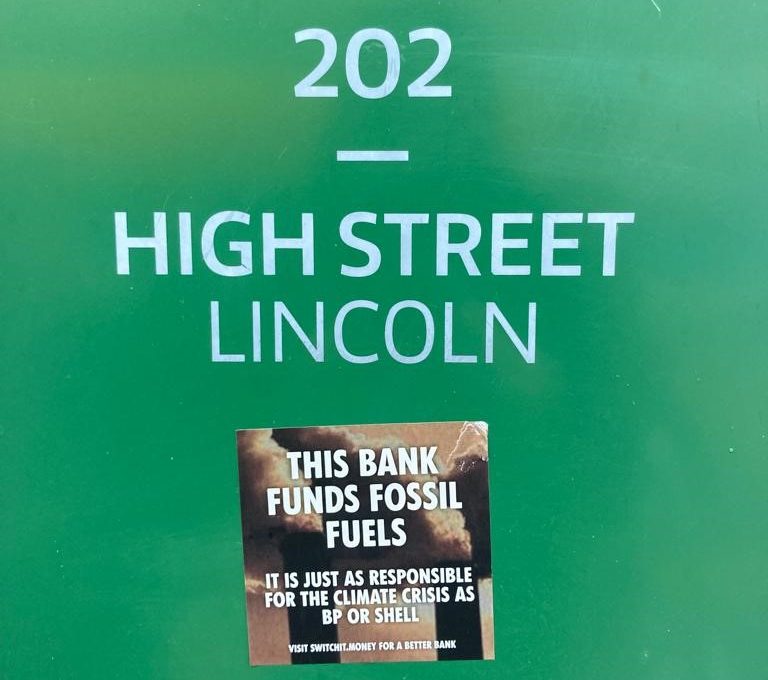 202
—
HIGH STREET
LINCOLN
THIS BANK
FUNDS FOSSIL
FUELS
IT IS JUST AS RESPONSIBLE
FOR THE CLIMATE CRISIS AS
BP OR SHELL
VISIT SWITCHIT.MONEY FOR A BETTER BANK